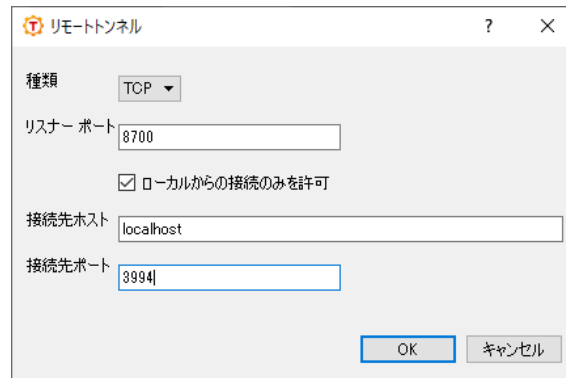 リモートトンネル
種類
TCP
リスナー ポート
8700
ローカルからの接続のみを許可
接続先ホスト
localhost
接続先ポート
3994
OK
キャンセル